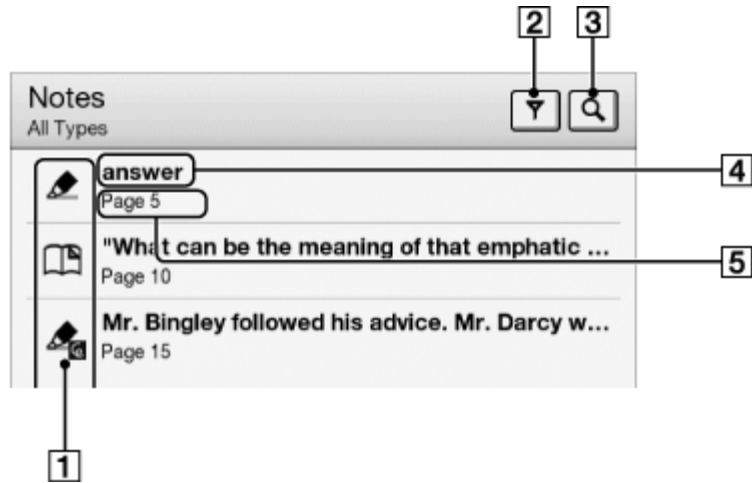 2 3
Notes
All Types
answer
4
Page 5
"What can be the meaning of that emphatic ...
5
Page 10
Mr. Bingley followed his advice. Mr. Darcy w...
Page 15
1